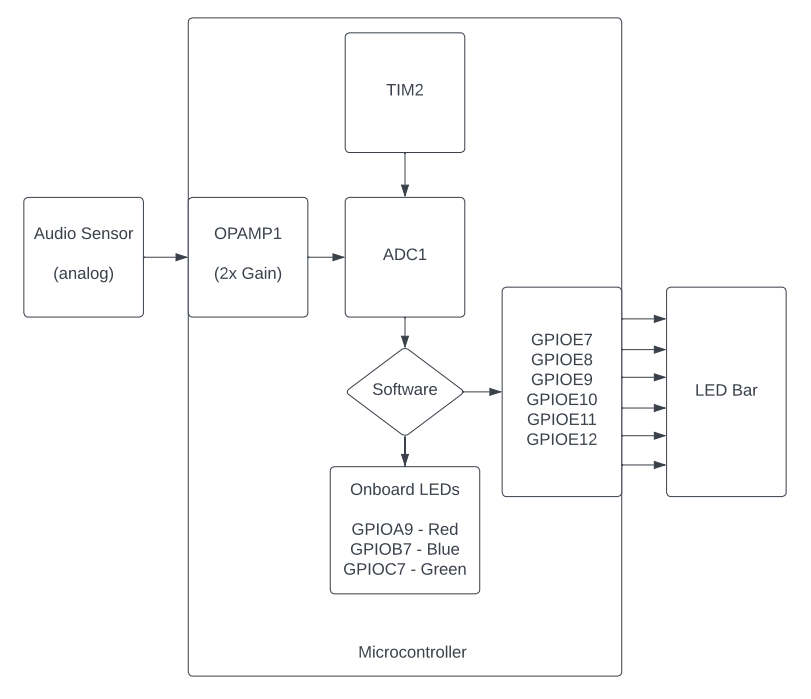 TIM2
Audio Sensor
(analog)
OPAMP1
(2x Gain)
ADC1
Software
GPIOE7
GPIOE8
GPIOE9
GPIOE10
GPIOE11
GPIOE12
LED Bar
Onboard LEDs
GPIOA9 - Red
GPIOB7 - Blue
GPIOC7 - Green
Microcontroller